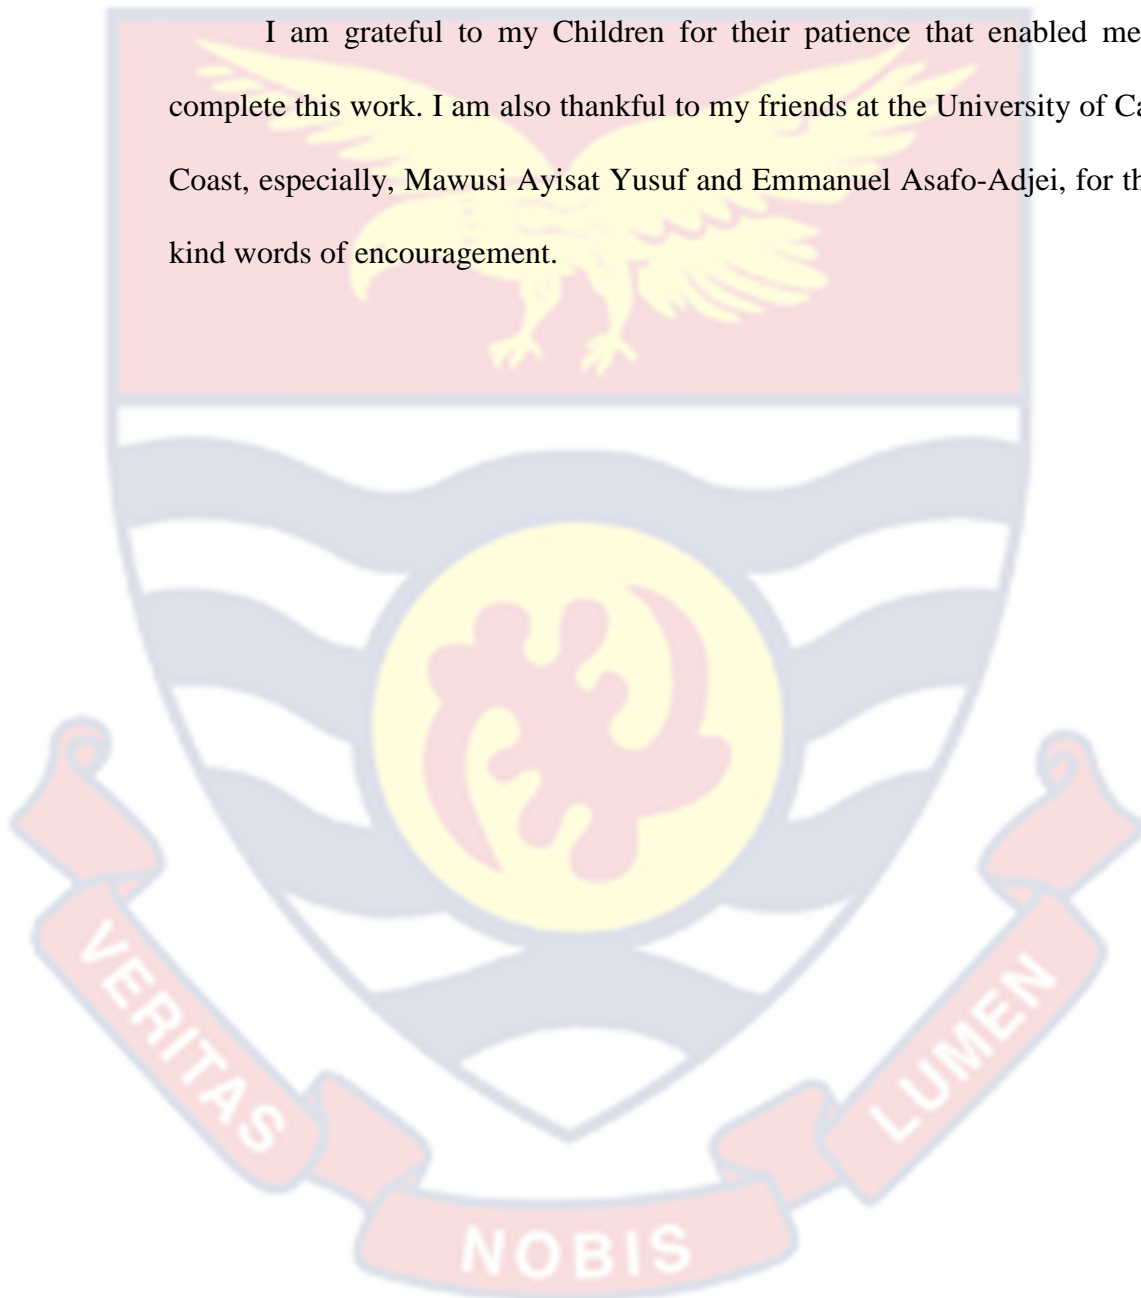 I am grateful to my Children for their patience that enabled me
complete this work. I am also thankful to my friends at the University of Ca
Coast, especially, Mawusi Ayisat Yusuf and Emmanuel Asafo-Adjei, for th
kind words of encouragement.
VERITAS
NOBIS
LUMEN